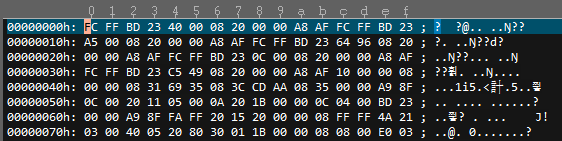 0 1 2 3 4 5 6 7 8 9 a b c d e f
00000000h: FC FF BD 23 40 00 08 20 00 00 A8 AF FC FF BD 23 ; ? ?@.. ..Ŋ??
00000010h: A5 00 08 20 00 00 A8 AF FC FF BD 23 64 96 08 20 ; ?. ..Ŋ??d?
00000020h: 00 00 A8 AF FC FF BD 23 0C 00 08 20 00 00 A8 AF ; ..Ŋ??... ..Ŋ
00000030h: FC FF BD 23 C5 49 08 20 00 00 A8 AF 10 00 00 08 ; ??. ..Ŋ....
00000040h: 00 00 08 31 69 35 08 3C CD AA 08 35 00 00 A9 8F ; ...1i5.<計.5..
00000050h: 0C 00 20 11 05 00 0A 20 1B 00 00 0C 04 00 BD 23 ; .. .... ......?
00000060h: 00 00 A9 8F FA FF 20 15 20 00 00 08 FF FF 4A 21 ; ..? . ... J!
00000070h: 03 00 40 05 20 80 30 01 1B 00 00 08 08 00 E0 03 ; ..@. 0.......?